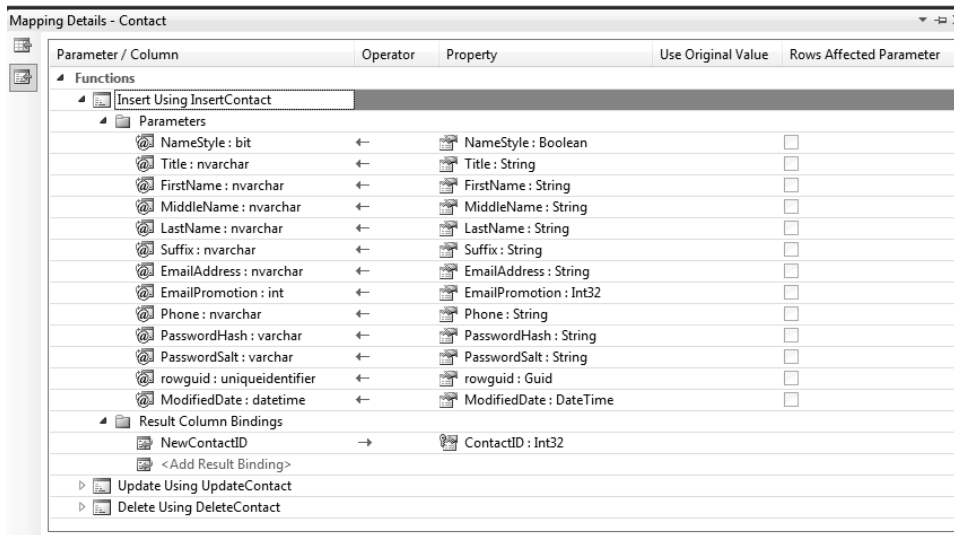 Mapping Details - Contact
Parameter / Column Operator Property Use Original Value Rows Affected Parameter
Functions
Insert Using InsertContact
Parameters
NameStyle : bit ← NameStyle : Boolean
Title : nvarchar ← Title : String
FirstName : nvarchar ← FirstName : String
MiddleName : nvarchar ← MiddleName : String
LastName : nvarchar ← LastName : String
Suffix : nvarchar ← Suffix : String
EmailAddress : nvarchar ← EmailAddress : String
EmailPromotion : int ← EmailPromotion : Int32
Phone : nvarchar ← Phone : String
PasswordHash : varchar ← PasswordHash : String
PasswordSalt : varchar ← PasswordSalt : String
rowguid : uniqueidentifier ← rowguid : Guid
ModifiedDate : datetime ← ModifiedDate : DateTime
Result Column Bindings
NewContactID → ContactID : Int32
<Add Result Binding>
Update Using UpdateContact
Delete Using DeleteContact